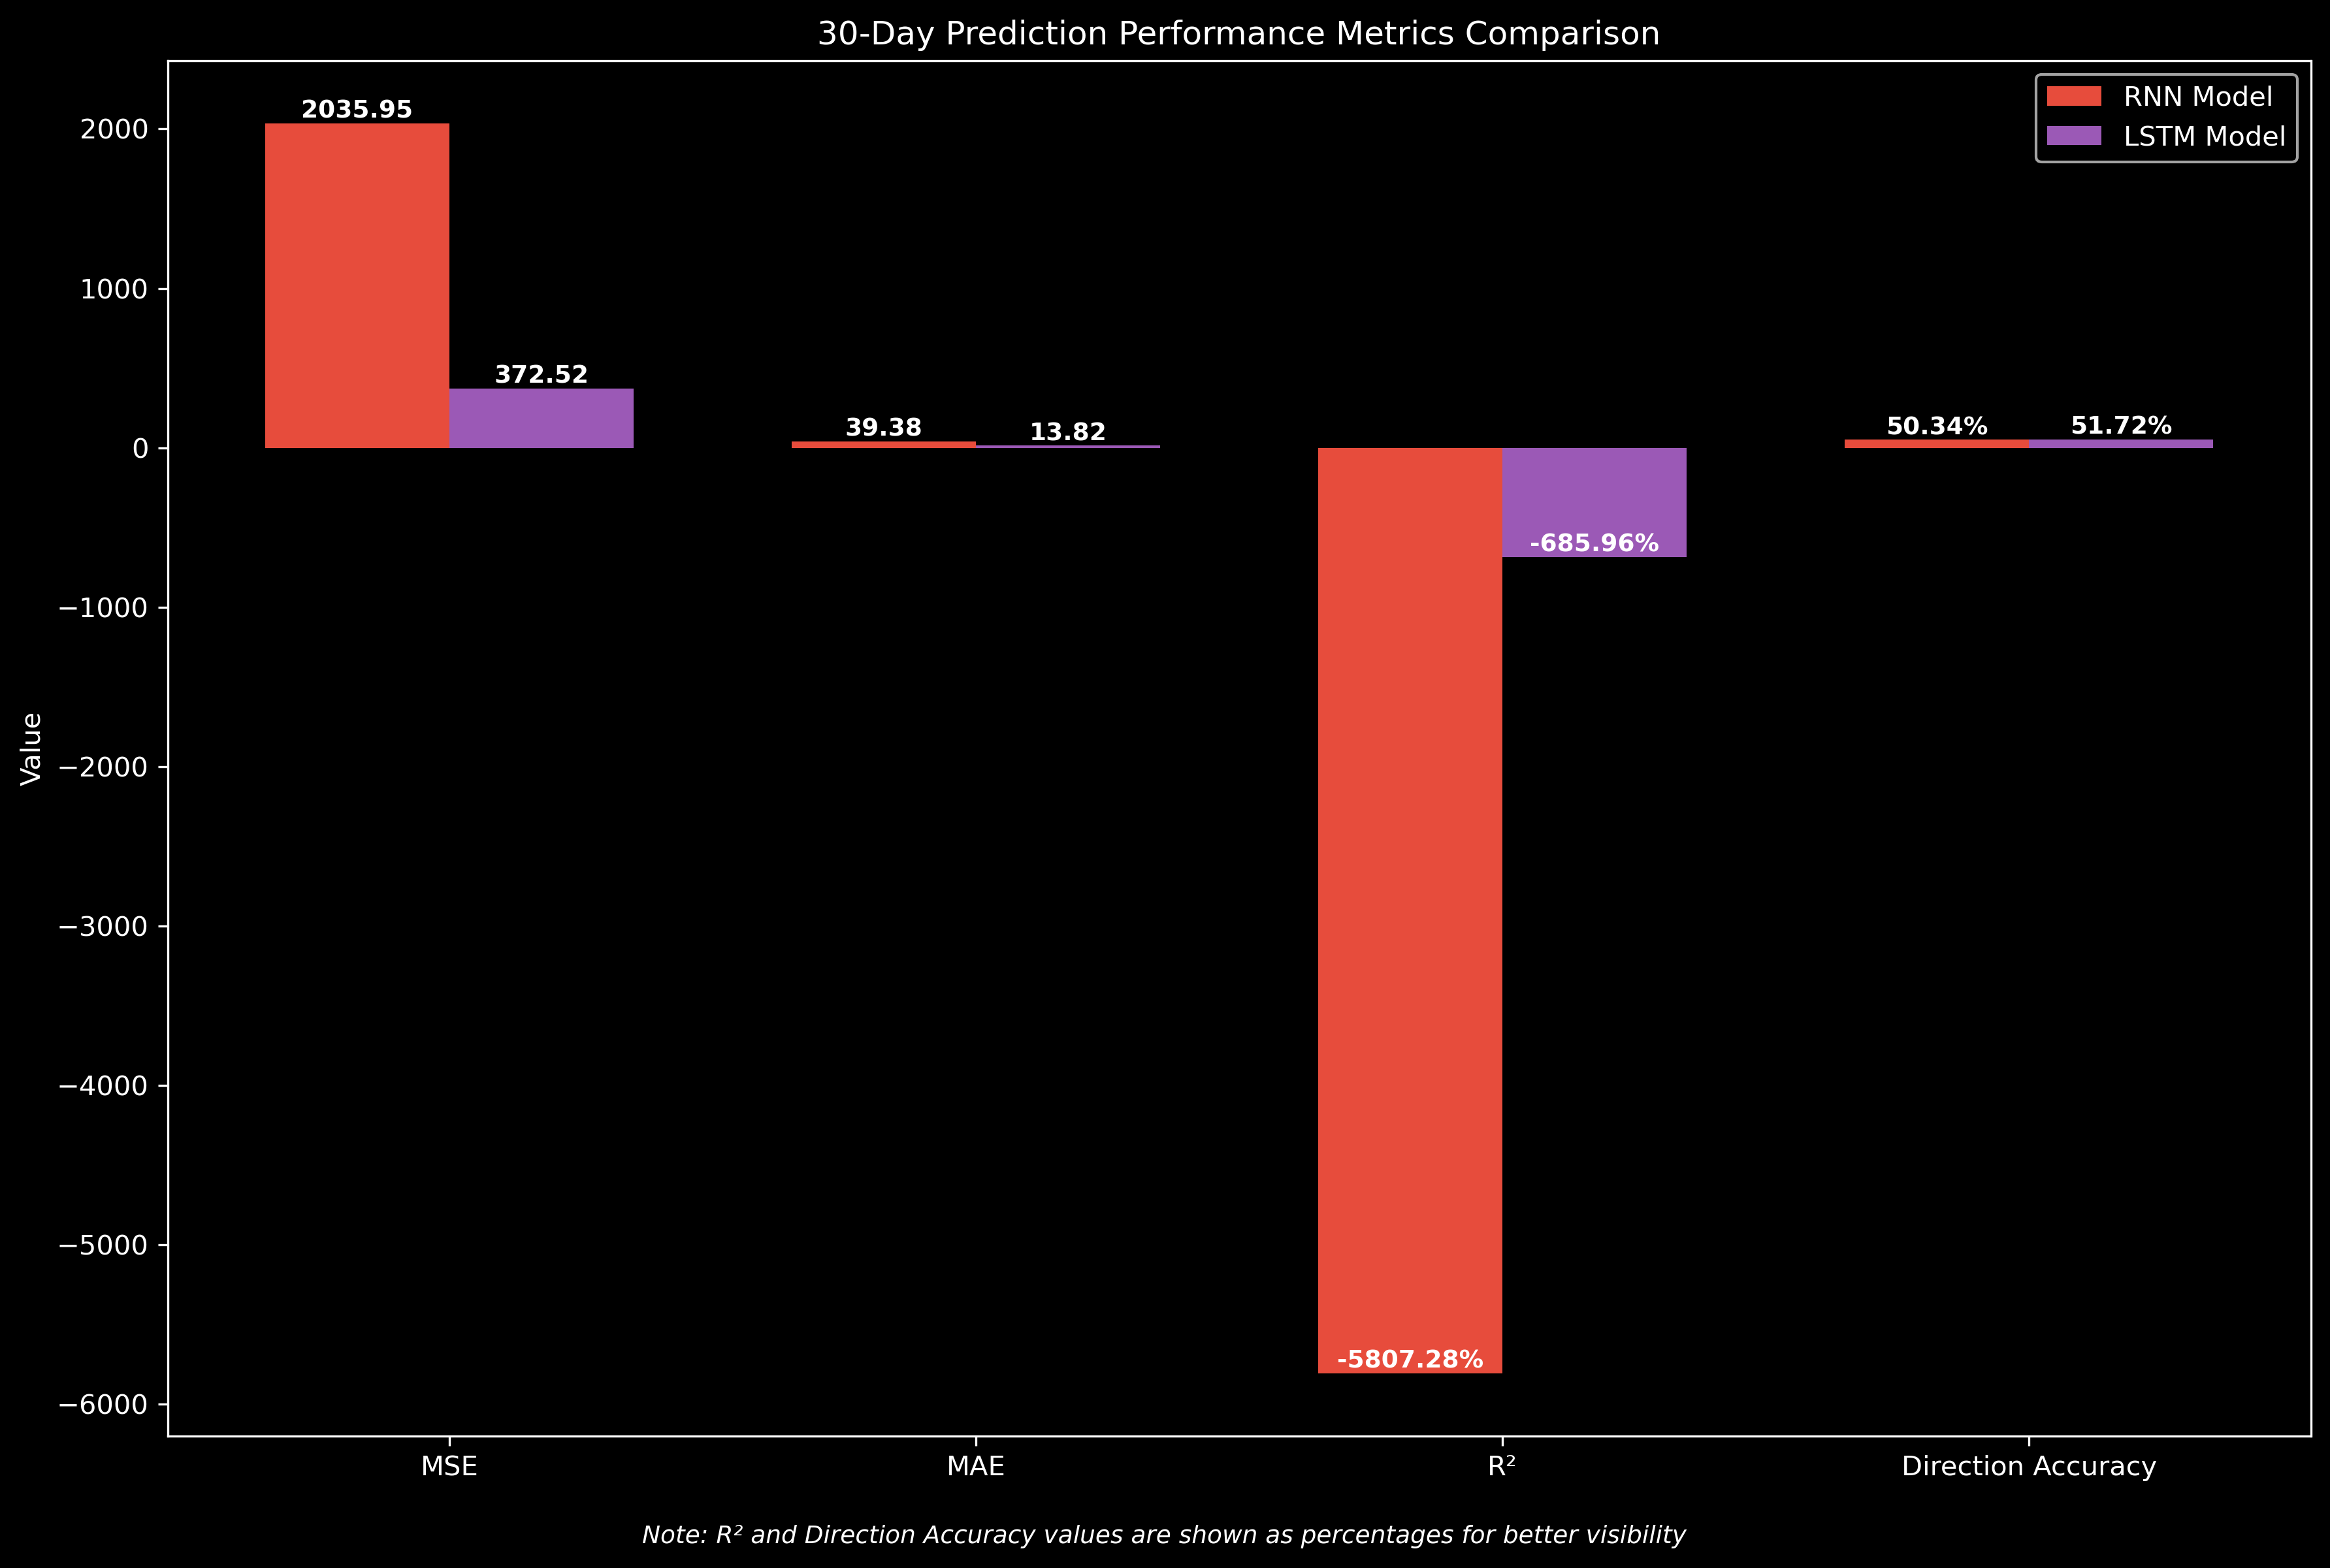 30-Day Prediction Performance Metrics Comparison
RNN Model
LSTM Model
2035.95
372.52
39.38
13.82
-5807.28%
-685.96%
50.34%
51.72%
Value
2000
1000
0
−1000
−2000
−3000
−4000
−5000
−6000
MSE
MAE
R²
Direction Accuracy
Note: R² and Direction Accuracy values are shown as percentages for better visibility